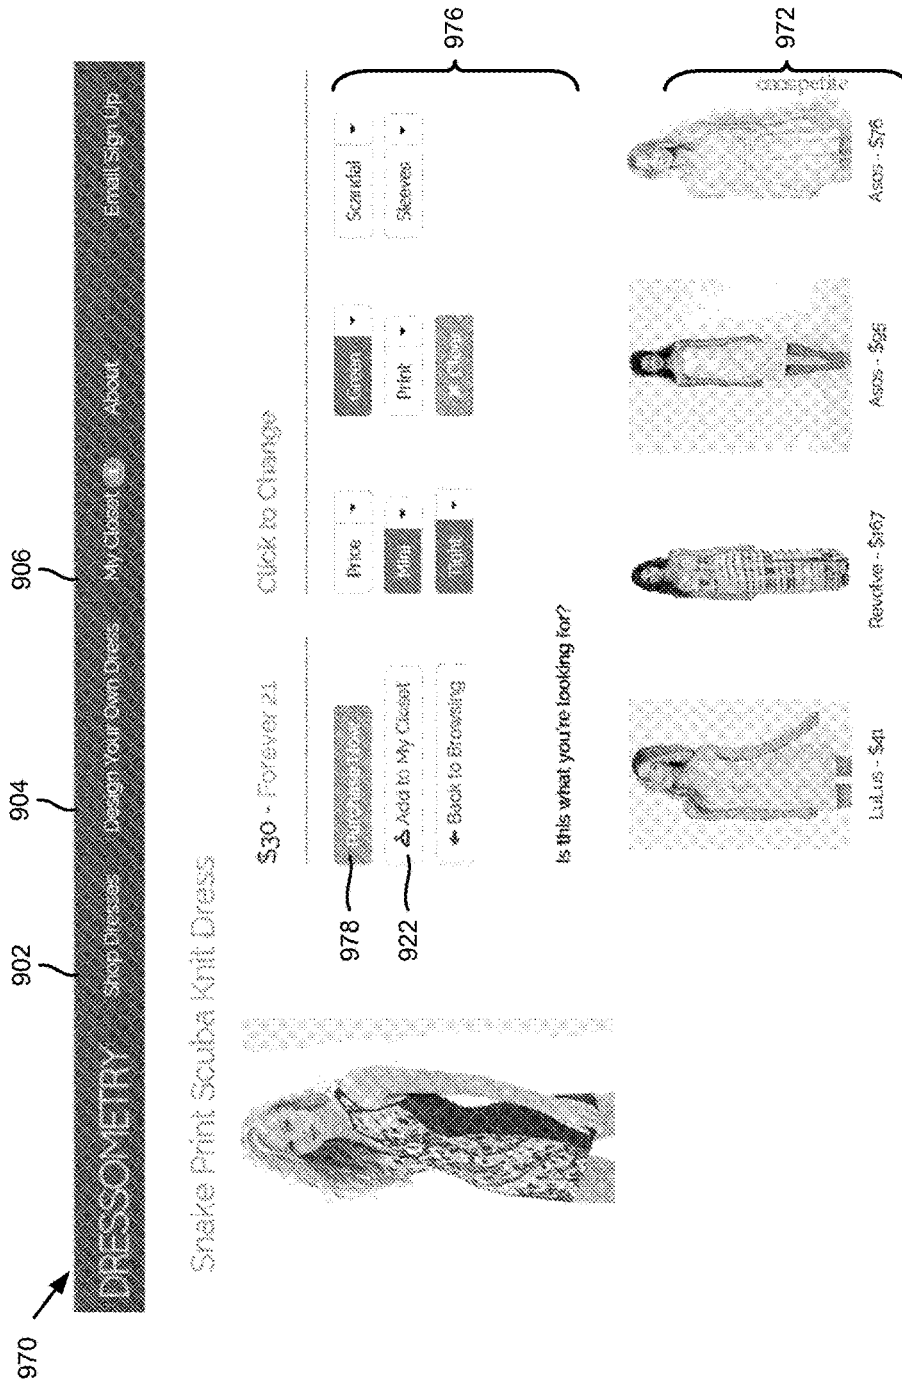 970
902
904
906
DRESSOMETRY Shop Dresses Design Your Own Dress My Closet About Email Sign Up
Snake Print Scuba Knit Dress
$30 - Forever 21
Click to Change
978
922
Add to My Closet
Back to Browsing
Price
Green
Scandal
Print
Sleeves
976
Is this what you're looking for?
LuLus - $41
Revolve - $167
Asos - $95
Asos - $76
asospetite
972